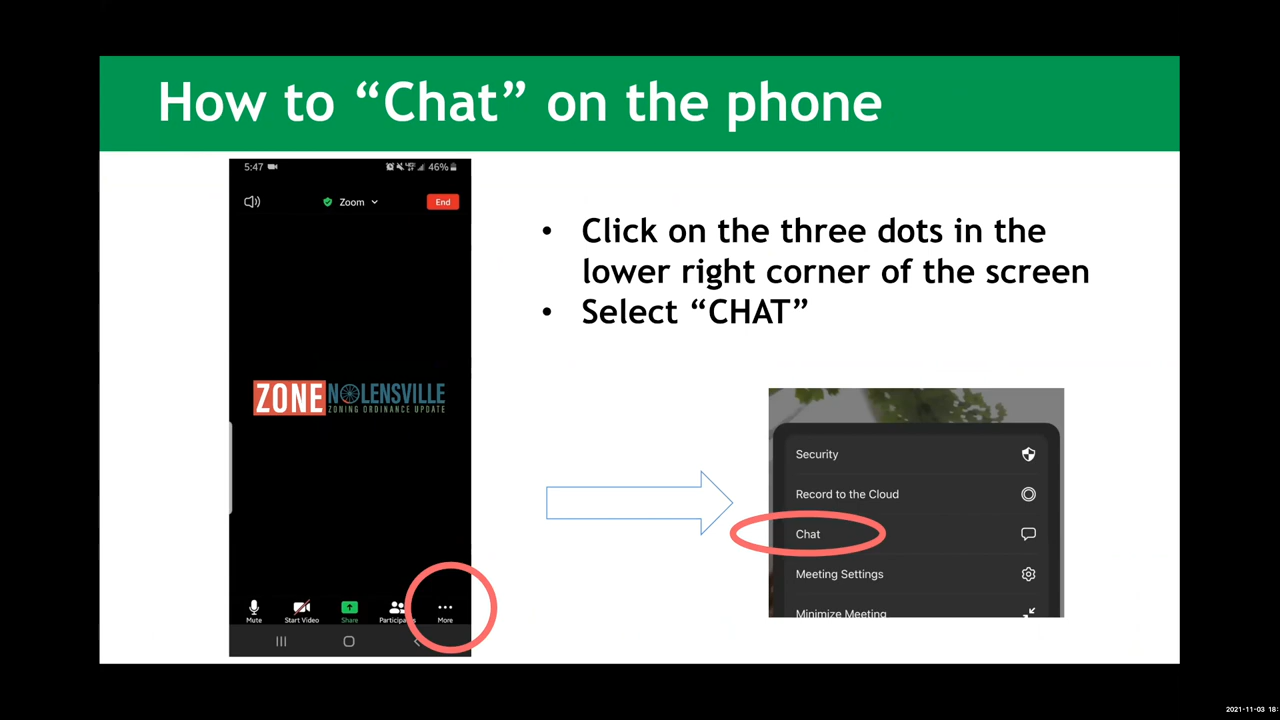 How to “Chat” on the phone
5:47
46%
Zoom
End
• Click on the three dots in the
lower right corner of the screen
• Select “CHAT”
ZONE NOLENSVILLE
ZONING ORDINANCE UPDATE
Security
Record to the Cloud
Chat
Meeting Settings
Minimize Meeting
Mute
Start Video
Share
Participants
More
2021-11-03 18: